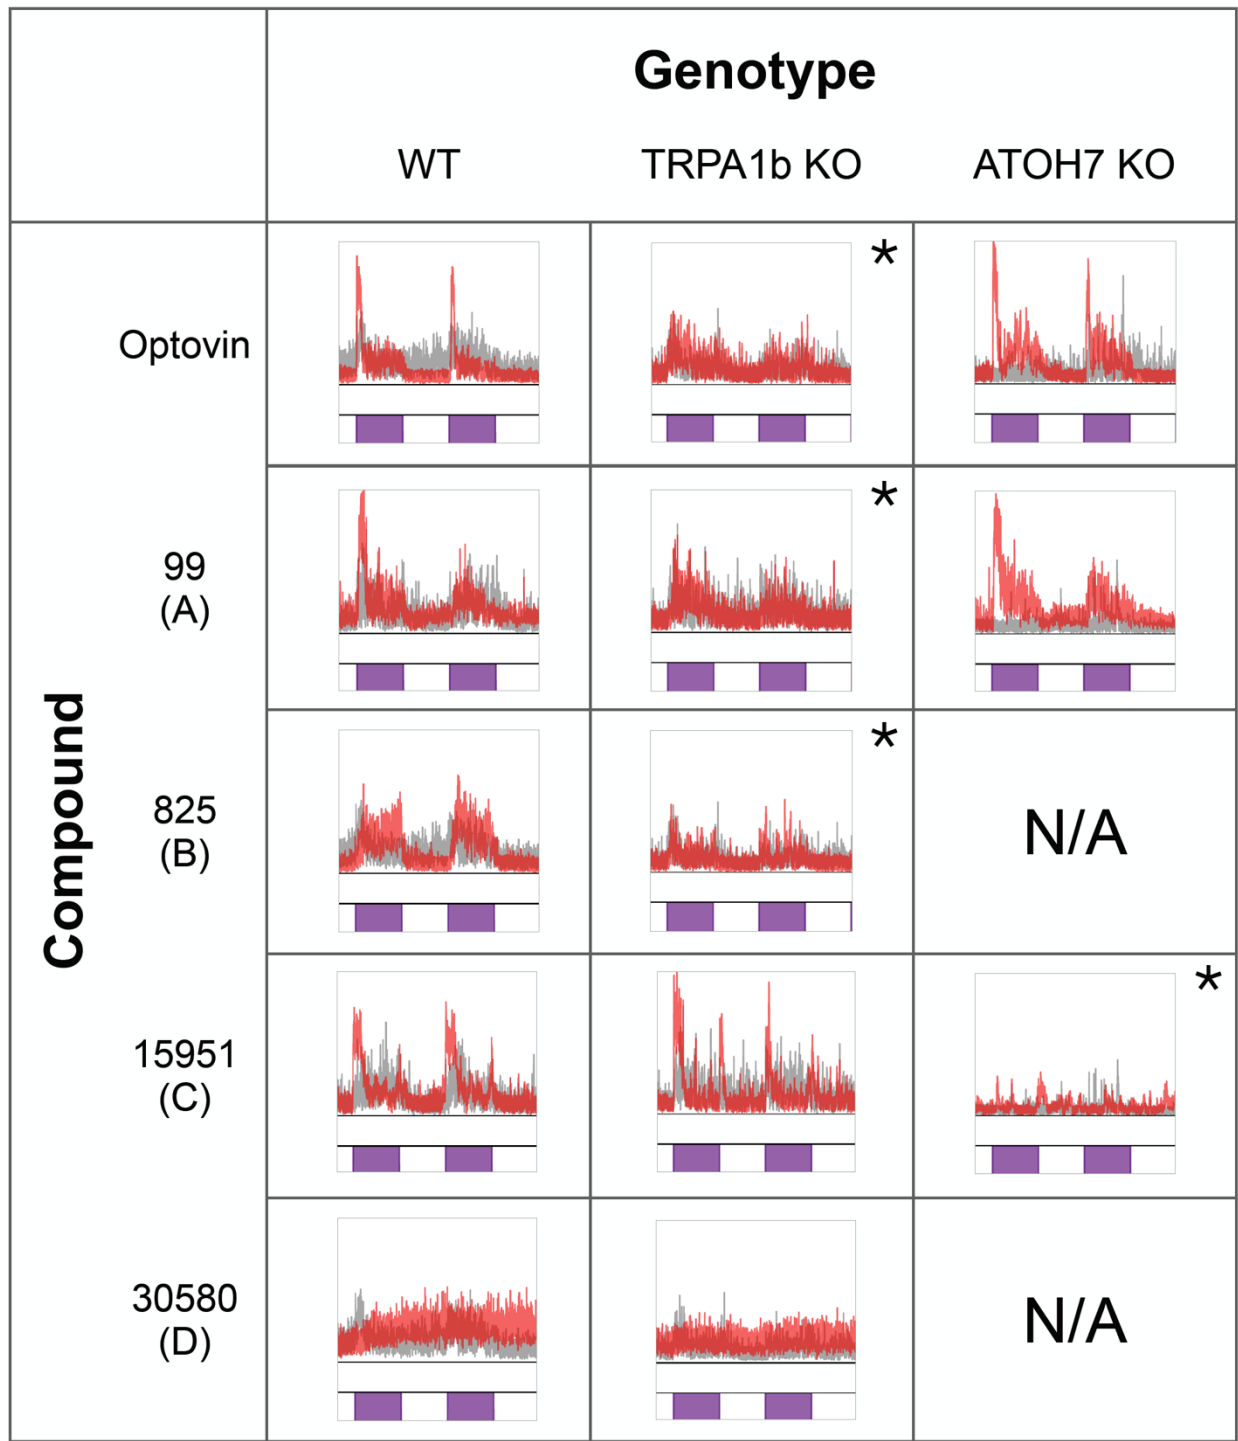 Genotype
WT TRPA1b KO ATOH7 KO
Compound
Optovin
*
99
(A)
*
825
(B)
*
N/A
15951
(C)
*
30580
(D)
N/A